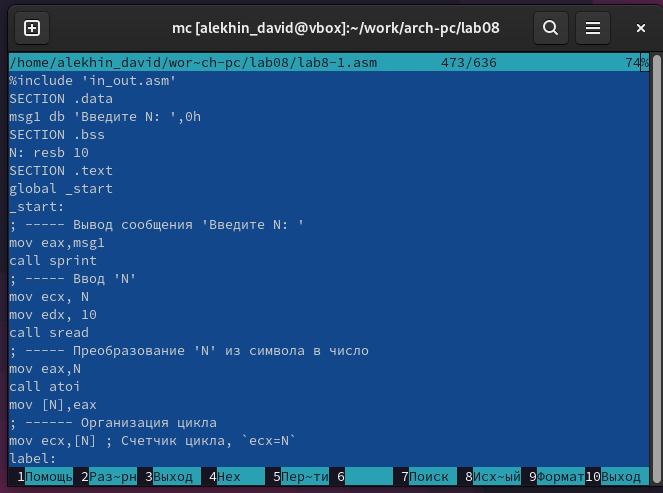 mc [alekhin_david@vbox]:~/work/arch-pc/lab08
/home/alekhin_david/wor~ch-pc/lab08/lab8-1.asm 473/636 74%
%include 'in_out.asm'
SECTION .data
msg1 db 'Введите N: ',0h
SECTION .bss
N: resb 10
SECTION .text
global _start
_start:
; ----- Вывод сообщения 'Введите N: '
mov eax,msg1
call sprint
; ----- Ввод 'N'
mov ecx, N
mov edx, 10
call sread
; ----- Преобразование 'N' из символа в число
mov eax,N
call atoi
mov [N],eax
; ------ Организация цикла
mov ecx,[N] ; Счетчик цикла, `ecx=N`
label:
1Помощь 2Раз~рн 3Выход 4Hex 5Пер~ти 6 7Поиск 8Исх~ый 9Формат10Выход